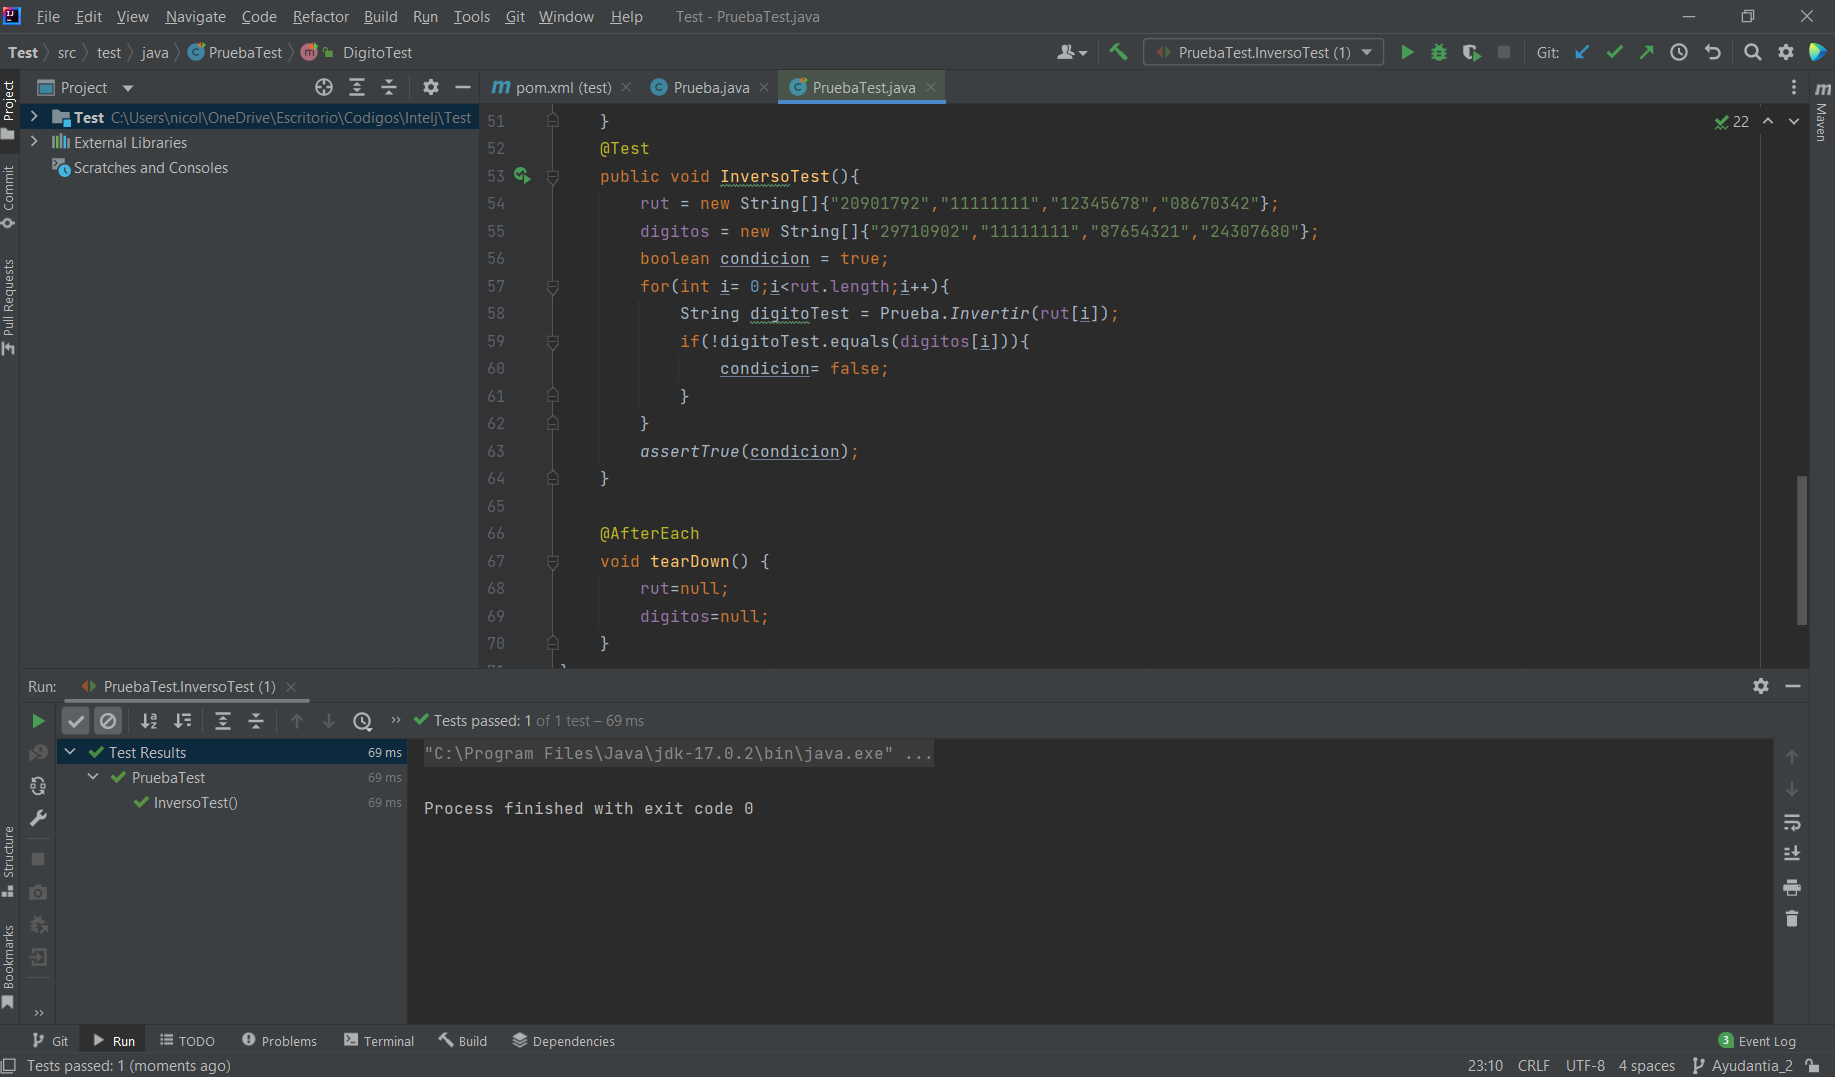 File Edit View Navigate Code Refactor Build Run Tools Git Window Help Test - PruebaTest.java
Test src test java PruebaTest DigitoTest
PruebaTest.InversoTest (1)
Git:
Project
pom.xml (test) Prueba.java PruebaTest.java
Test C:\Users\nicol\OneDrive\Escritorio\Codigos\Intelj\Test
External Libraries
Scratches and Consoles
Project
Commit
Pull Requests
Structure
Bookmarks
Maven
22
51 }
52 @Test
53 public void InversoTest(){
54 rut = new String[]{"20901792","11111111","12345678","08670342"};
55 digitos = new String[]{"29710902","11111111","87654321","24307680"};
56 boolean condicion = true;
57 for(int i= 0;i<rut.length;i++){
58 String digitoTest = Prueba.Invertir(rut[i]);
59 if(!digitoTest.equals(digitos[i])){
60 condicion= false;
61 }
62 }
63 assertTrue(condicion);
64 }
65
66 @AfterEach
67 void tearDown() {
68 rut=null;
69 digitos=null;
70 }
Run: PruebaTest.InversoTest (1)
Tests passed: 1 of 1 test – 69 ms
Test Results 69 ms
PruebaTest 69 ms
InversoTest() 69 ms
"C:\Program Files\Java\jdk-17.0.2\bin\java.exe" ...
Process finished with exit code 0
Git Run TODO Problems Terminal Build Dependencies
3 Event Log
Tests passed: 1 (moments ago)
23:10 CRLF UTF-8 4 spaces Ayudantia_2